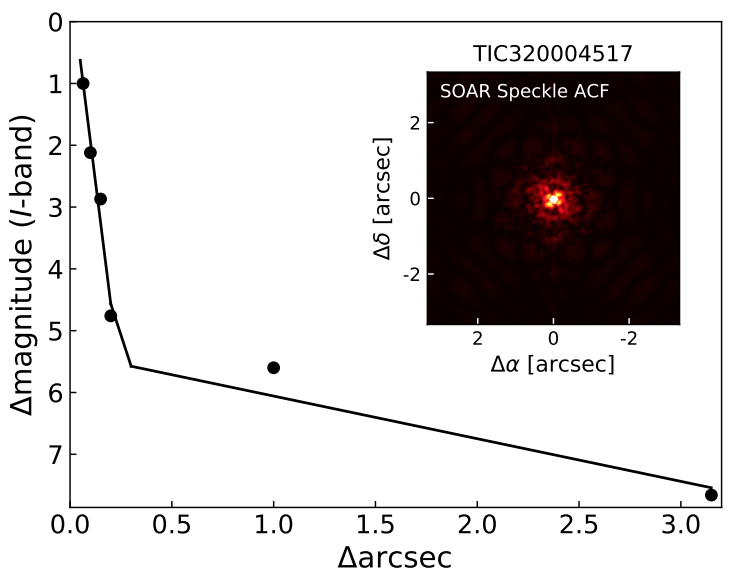 TIC320004517
SOAR Speckle ACF
2
0
-2
Δδ [arcsec]
2
0
-2
Δα [arcsec]
0
1
2
3
4
5
6
7
Δmagnitude (I-band)
0.0 0.5 1.0 1.5 2.0 2.5 3.0
Δarcsec